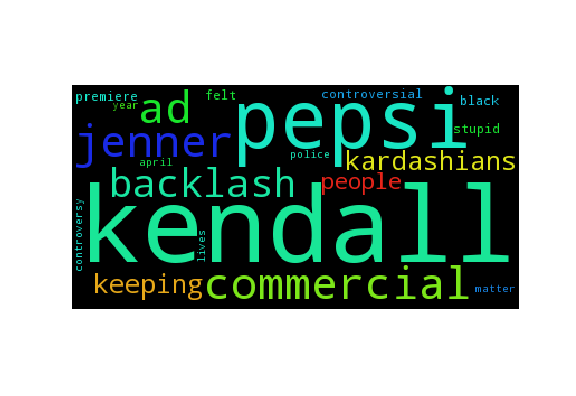 premiere
year
ad
felt
pepsi
controversial
black
stupid
jenner
april
police
kardashians
backlash
people
kendall
controversy
lives
keeping
commercial
matter